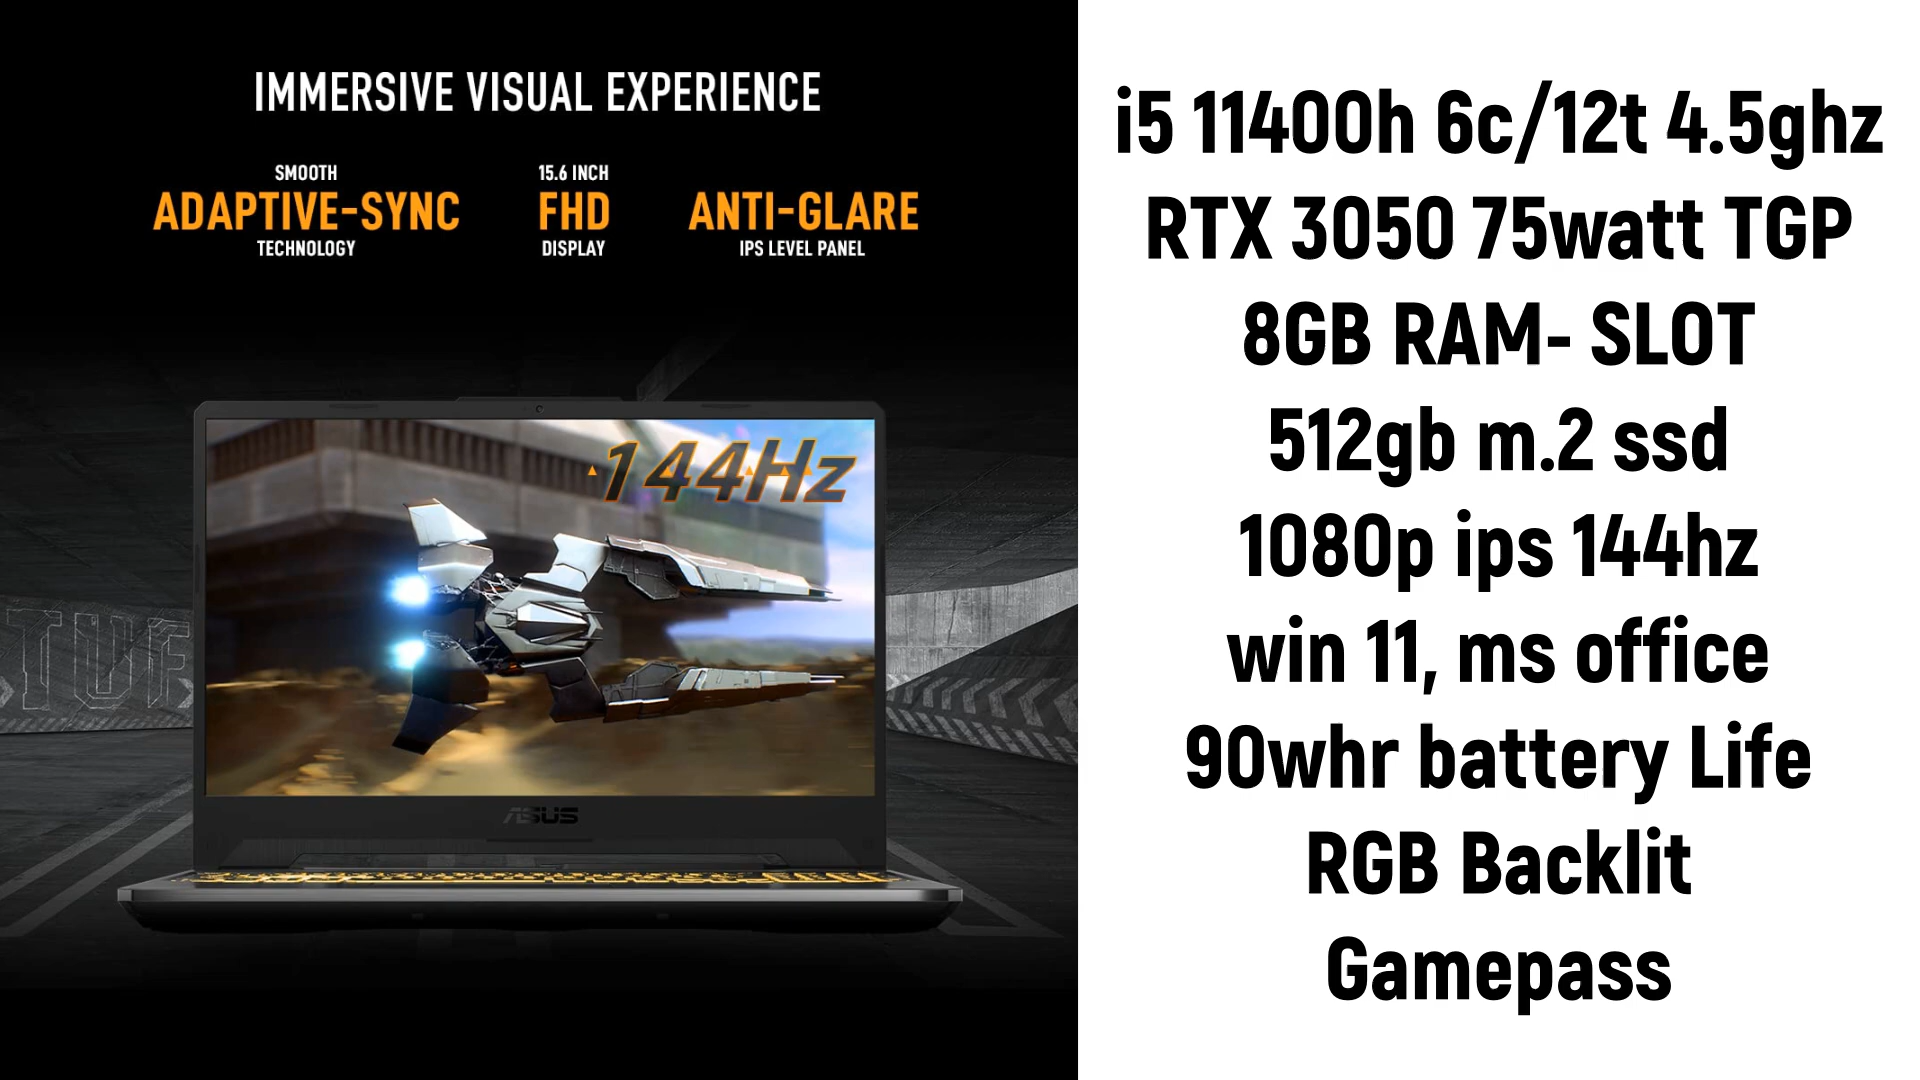 IMMERSIVE VISUAL EXPERIENCE
SMOOTH
ADAPTIVE-SYNC
TECHNOLOGY
15.6 INCH
FHD
DISPLAY
ANTI-GLARE
IPS LEVEL PANEL
144Hz
TUF
ASUS
i5 11400h 6c/12t 4.5ghz
RTX 3050 75watt TGP
8GB RAM- SLOT
512gb m.2 ssd
1080p ips 144hz
win 11, ms office
90whr battery Life
RGB Backlit
Gamepass